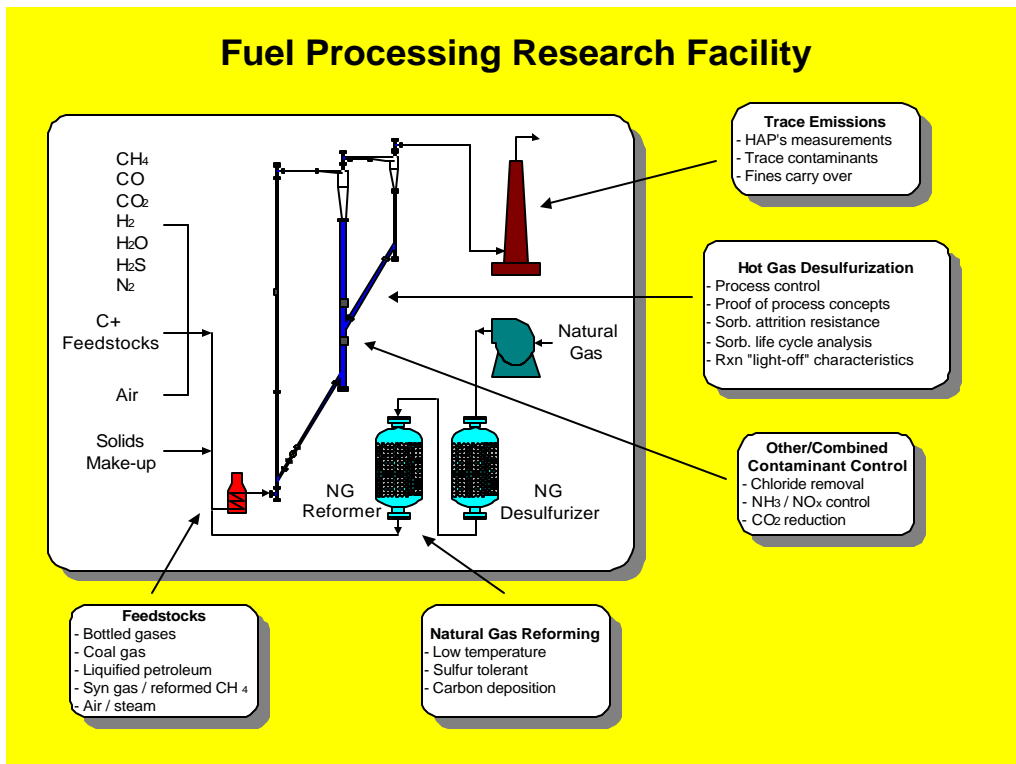 Fuel Processing Research Facility
CH4
CO
CO2
H2
H2O
H2S
N2
C+
Feedstocks
Air
Solids
Make-up
Natural
Gas
NG
Reformer
NG
Desulfurizer
Trace Emissions
- HAP's measurements
- Trace contaminants
- Fines carry over
Hot Gas Desulfurization
- Process control
- Proof of process concepts
- Sorb. attrition resistance
- Sorb. life cycle analysis
- Rxn "light-off" characteristics
Other/Combined
Contaminant Control
- Chloride removal
- NH3 / NOx control
- CO2 reduction
Feedstocks
- Bottled gases
- Coal gas
- Liquified petroleum
- Syn gas / reformed CH 4
- Air / steam
Natural Gas Reforming
- Low temperature
- Sulfur tolerant
- Carbon deposition